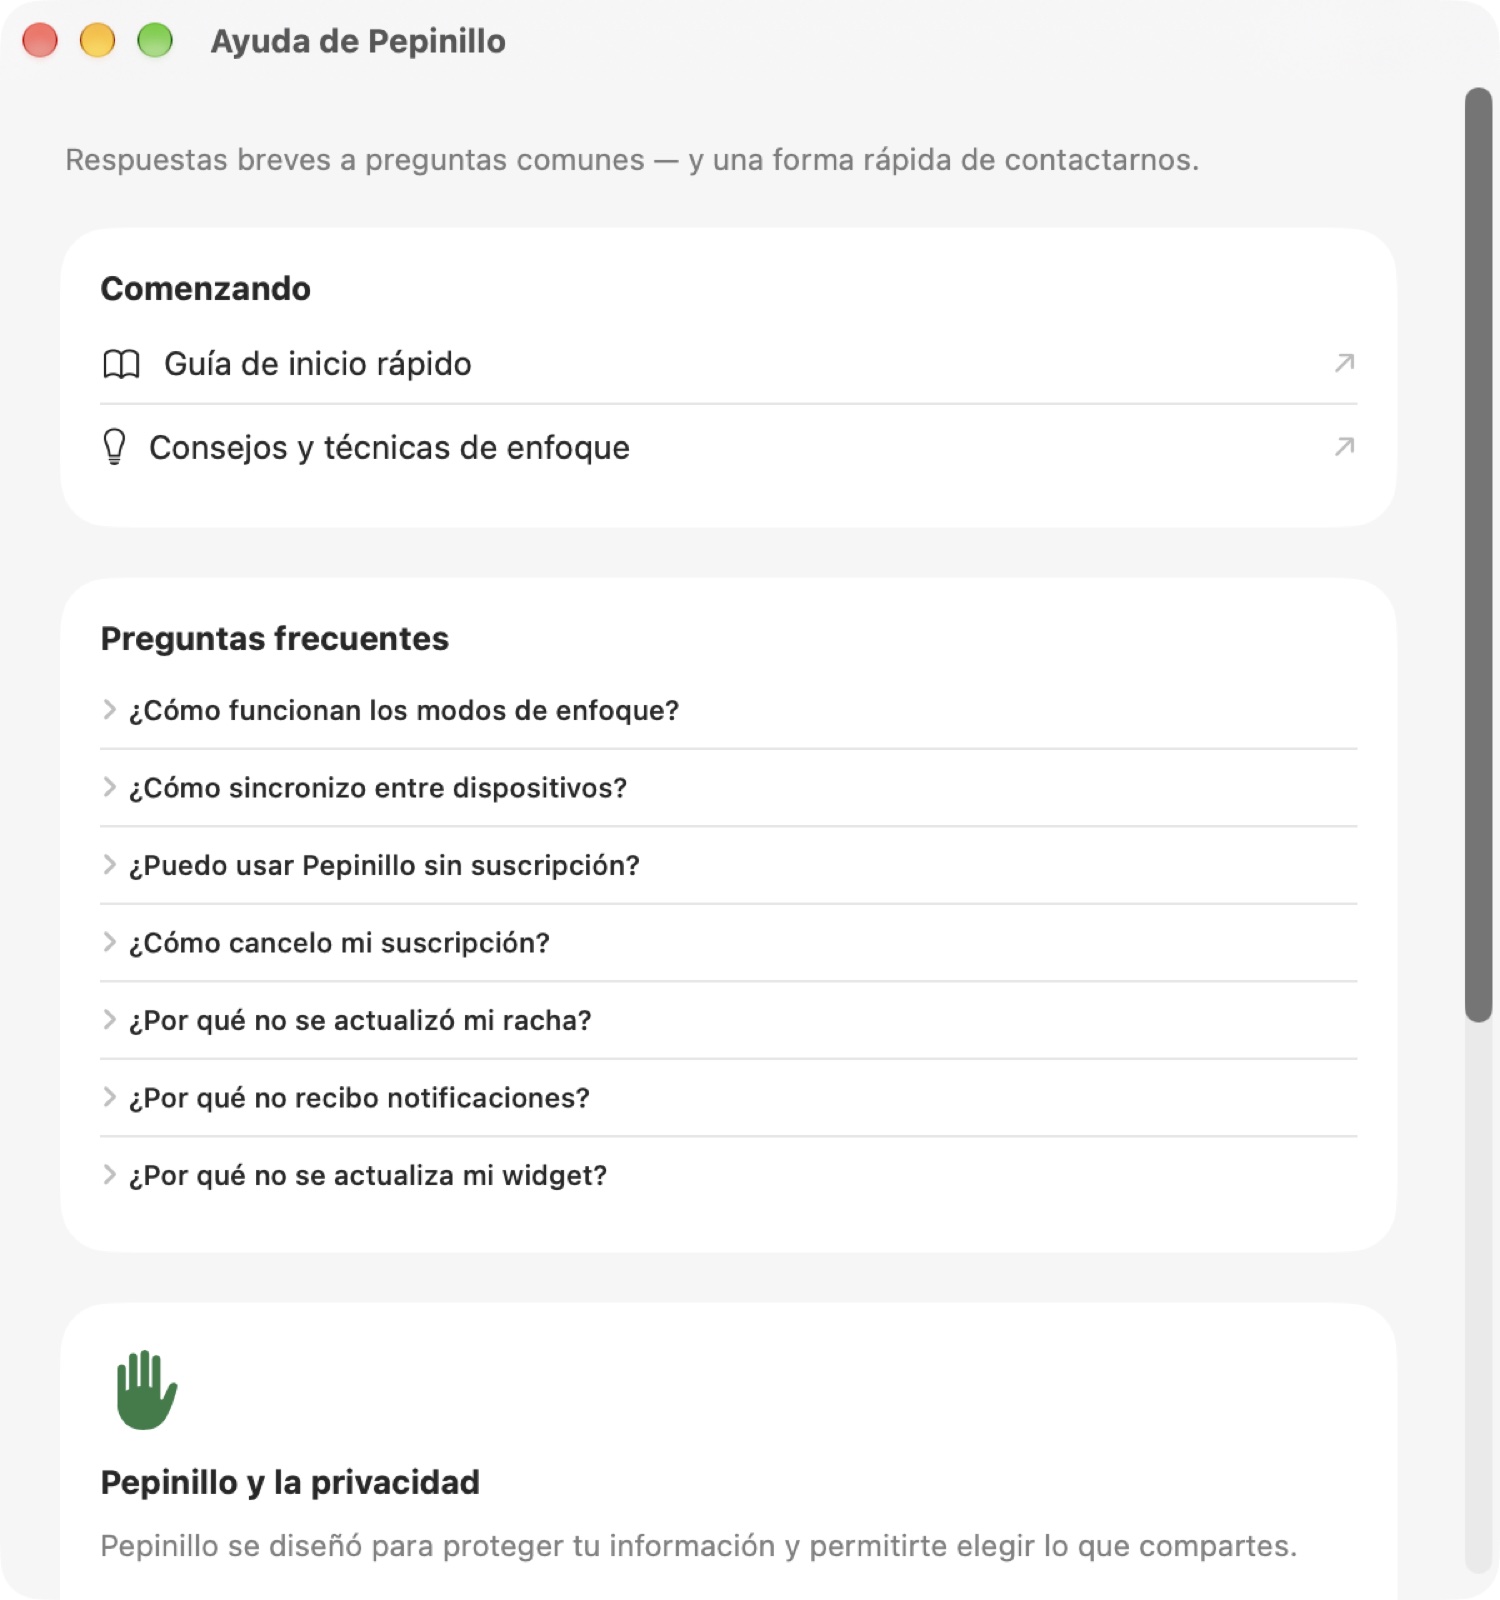 Ayuda de Pepinillo
Respuestas breves a preguntas comunes — y una forma rápida de contactarnos.
Comenzando
Guía de inicio rápido
Consejos y técnicas de enfoque
Preguntas frecuentes
¿Cómo funcionan los modos de enfoque?
¿Cómo sincronizo entre dispositivos?
¿Puedo usar Pepinillo sin suscripción?
¿Cómo cancelo mi suscripción?
¿Por qué no se actualizó mi racha?
¿Por qué no recibo notificaciones?
¿Por qué no se actualiza mi widget?
Pepinillo y la privacidad
Pepinillo se diseñó para proteger tu información y permitirte elegir lo que compartes.